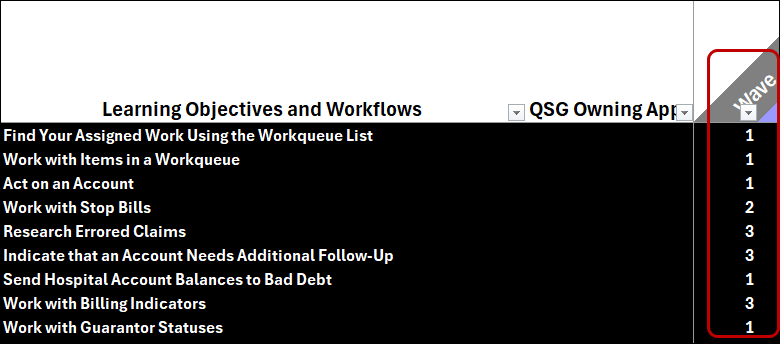 Learning Objectives and Workflows QSG Owning App Wave
Find Your Assigned Work Using the Workqueue List 1
Work with Items in a Workqueue 1
Act on an Account 1
Work with Stop Bills 2
Research Errored Claims 3
Indicate that an Account Needs Additional Follow-Up 3
Send Hospital Account Balances to Bad Debt 1
Work with Billing Indicators 3
Work with Guarantor Statuses 1